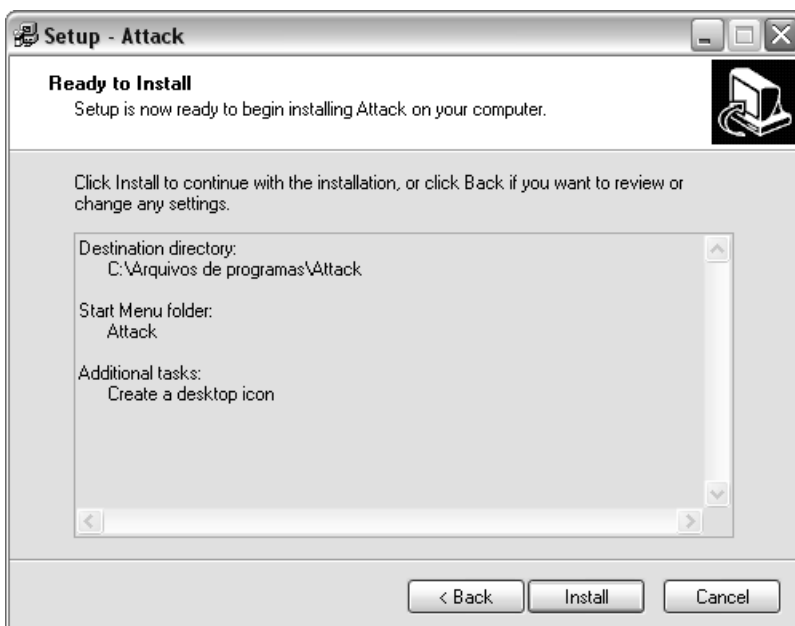 Setup - Attack
Ready to Install
Setup is now ready to begin installing Attack on your computer.
Click Install to continue with the installation, or click Back if you want to review or
change any settings.
Destination directory:
C:\Arquivos de programas\Attack
Start Menu folder:
Attack
Additional tasks:
Create a desktop icon
< Back
Install
Cancel